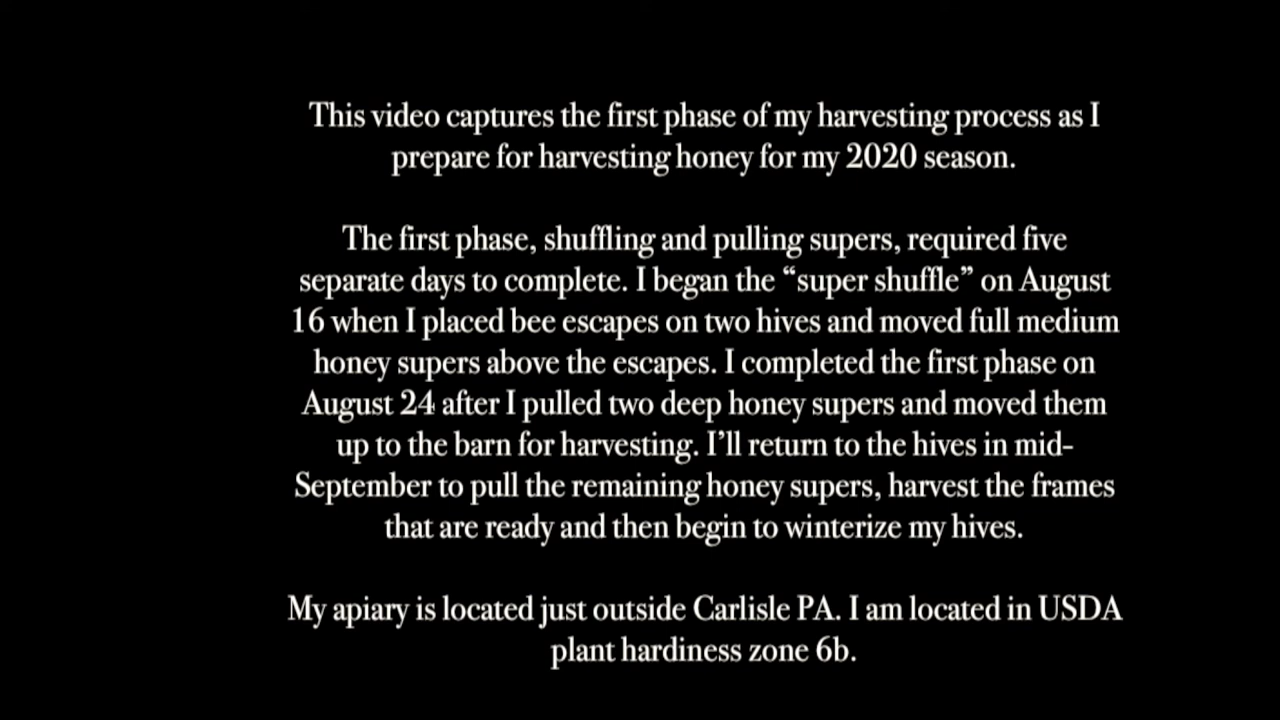 This video captures the first phase of my harvesting process as I
prepare for harvesting honey for my 2020 season.
The first phase, shuffling and pulling supers, required five
separate days to complete. I began the “super shuffle” on August
16 when I placed bee escapes on two hives and moved full medium
honey supers above the escapes. I completed the first phase on
August 24 after I pulled two deep honey supers and moved them
up to the barn for harvesting. I’ll return to the hives in mid-
September to pull the remaining honey supers, harvest the frames
that are ready and then begin to winterize my hives.
My apiary is located just outside Carlisle PA. I am located in USDA
plant hardiness zone 6b.